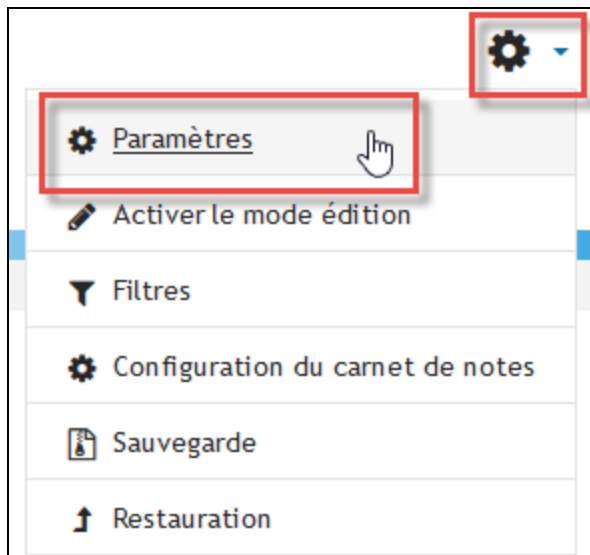 Paramètres
Activer le mode édition
Filtres
Configuration du carnet de notes
Sauvegarde
Restauration